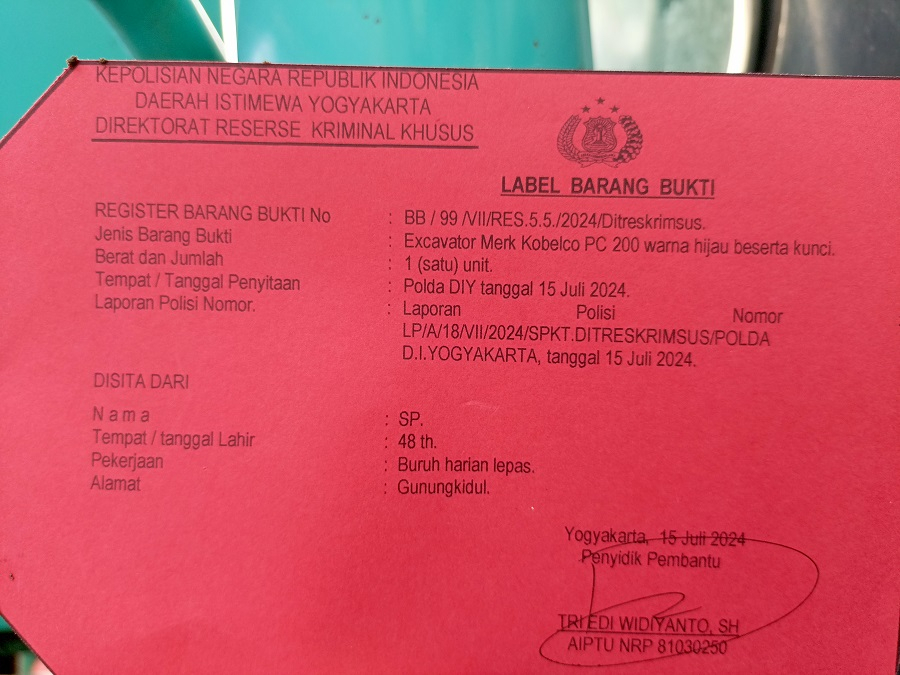 KEPOLISIAN NEGARA REPUBLIK INDONESIA
DAERAH ISTIMEWA YOGYAKARTA
DIREKTORAT RESERSE KRIMINAL KHUSUS
LABEL BARANG BUKTI
REGISTER BARANG BUKTI No : BB / 99 /VII/RES.5.5./2024/Ditreskrimsus.
Jenis Barang Bukti : Excavator Merk Kobelco PC 200 warna hijau beserta kunci.
Berat dan Jumlah : 1 (satu) unit.
Tempat / Tanggal Penyitaan : Polda DIY tanggal 15 Juli 2024.
Laporan Polisi Nomor. : Laporan Polisi Nomor
LP/A/18/VII/2024/SPKT.DITRESKRIMSUS/POLDA
D.I.YOGYAKARTA, tanggal 15 Juli 2024.
DISITA DARI
N a m a : SP.
Tempat / tanggal Lahir : 48 th.
Pekerjaan : Buruh harian lepas.
Alamat : Gunungkidul.
Yogyakarta, 15 Juli 2024
Penyidik Pembantu
TRI EDI WIDIYANTO, SH
AIPTU NRP 81030250